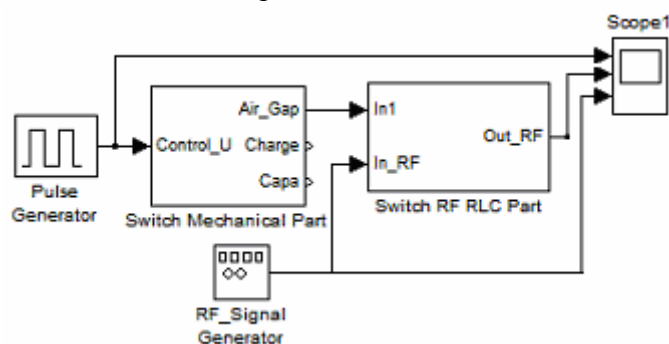 Scope1
Air_Gap
Control_U
Charge
Capa
In1
In_RF
Out_RF
Pulse
Generator
Switch Mechanical Part
Switch RF RLC Part
RF_Signal
Generator